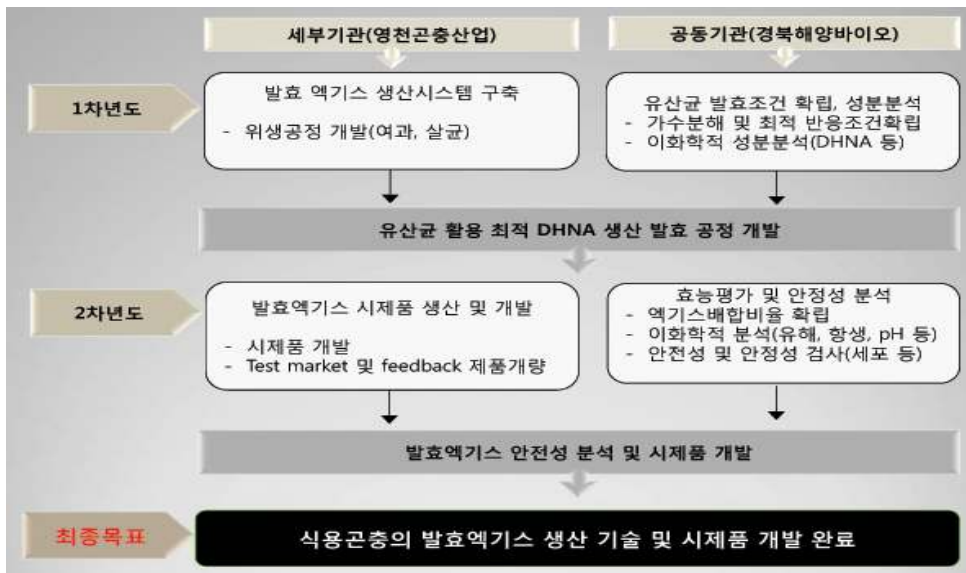 세부기관(영천곤충산업)
공동기관(경북해양바이오)
1차년도
발효 엑기스 생산시스템 구축
- 위생공정 개발(여과, 살균)
유산균 발효조건 확립, 성분분석
- 가수분해 및 최적 반응조건확립
- 이화학적 성분분석(DHNA 등)
유산균 활용 최적 DHNA 생산 발효 공정 개발
2차년도
발효엑기스 시제품 생산 및 개발
- 시제품 개발
- Test market 및 feedback 제품개량
효능평가 및 안정성 분석
- 엑기스배합비율 확립
- 이화학적 분석(유해, 항생, pH 등)
- 안전성 및 안정성 검사(세포 등)
발효엑기스 안전성 분석 및 시제품 개발
최종목표
식용곤충의 발효엑기스 생산 기술 및 시제품 개발 완료